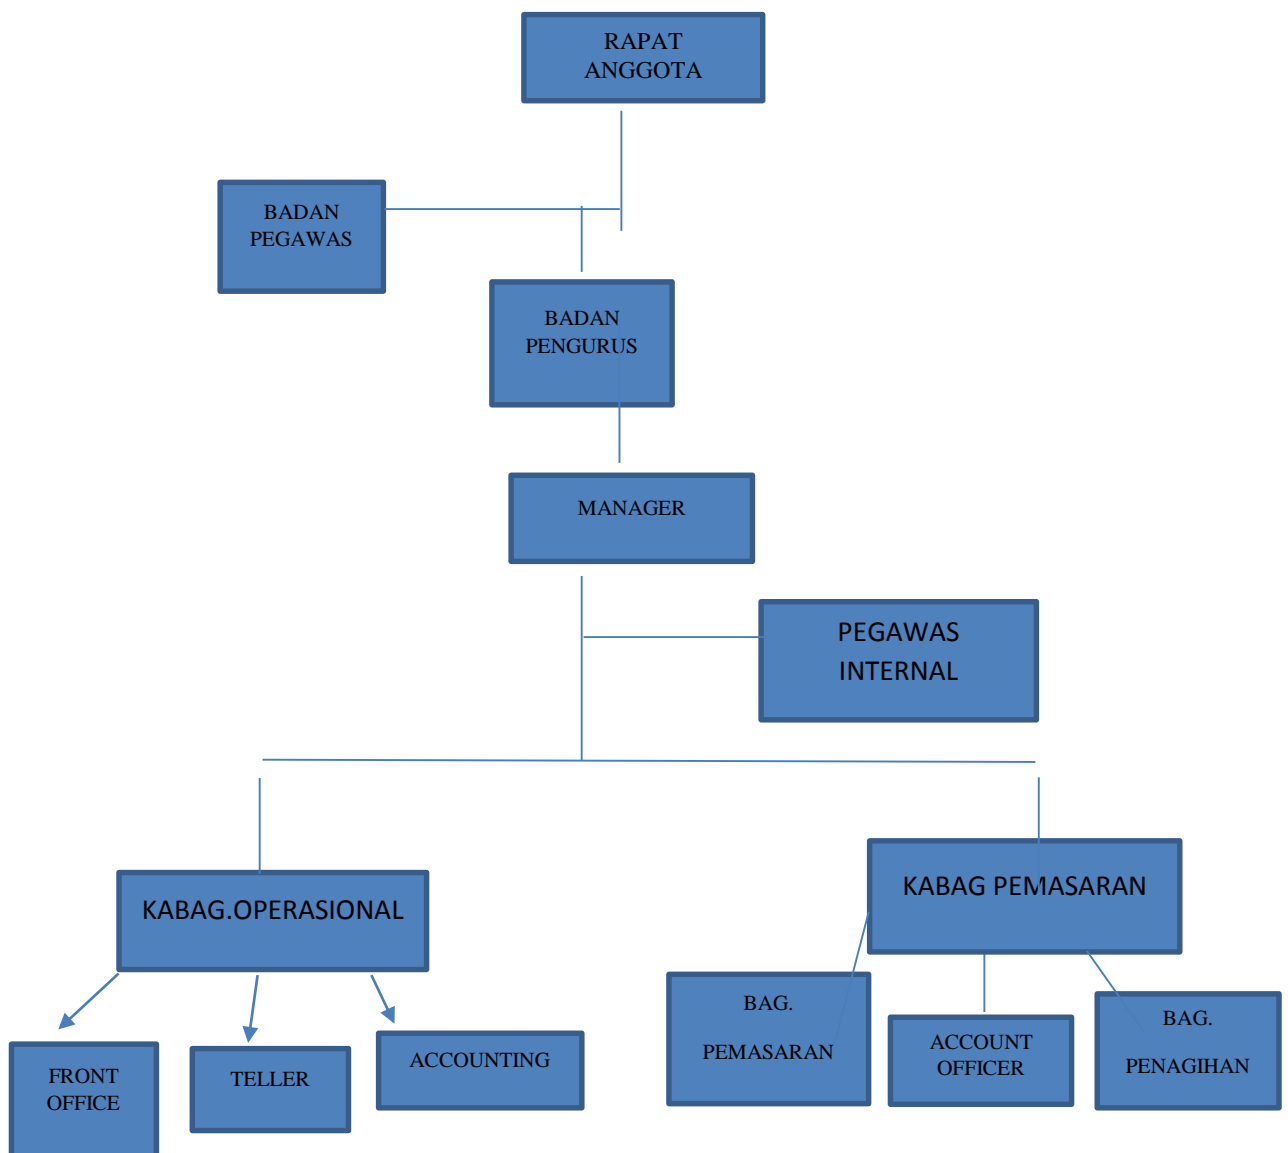 RAPAT
ANGGOTA
BADAN
PEGAWAS
BADAN
PENGURUS
MANAGER
PEGAWAS
INTERNAL
KABAG.OPERASIONAL
KABAG PEMASARAN
FRONT
OFFICE
TELLER
ACCOUNTING
BAG.
PEMASARAN
ACCOUNT
OFFICER
BAG.
PENAGIHAN